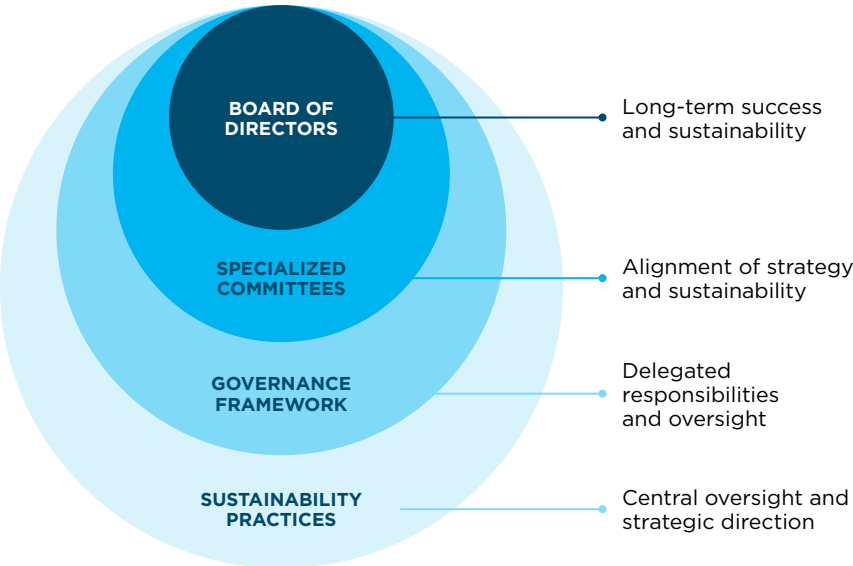 BOARD OF
DIRECTORS
Long-term success
and sustainability
SPECIALIZED
COMMITTEES
Alignment of strategy
and sustainability
GOVERNANCE
FRAMEWORK
Delegated
responsibilities
and oversight
SUSTAINABILITY
PRACTICES
Central oversight and
strategic direction